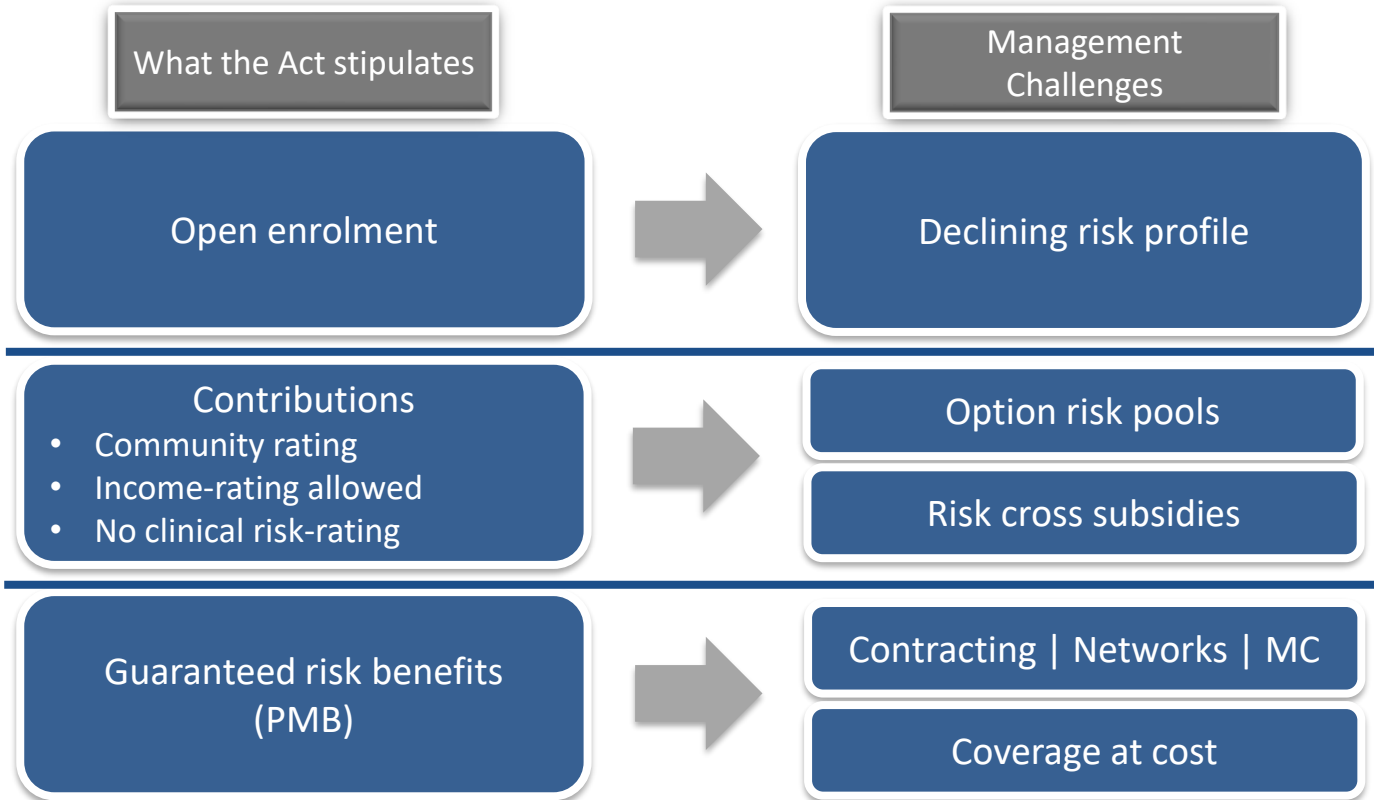 What the Act stipulates
Management
Challenges
Open enrolment
Declining risk profile
Contributions
• Community rating
• Income-rating allowed
• No clinical risk-rating
Option risk pools
Risk cross subsidies
Guaranteed risk benefits
(PMB)
Contracting | Networks | MC
Coverage at cost